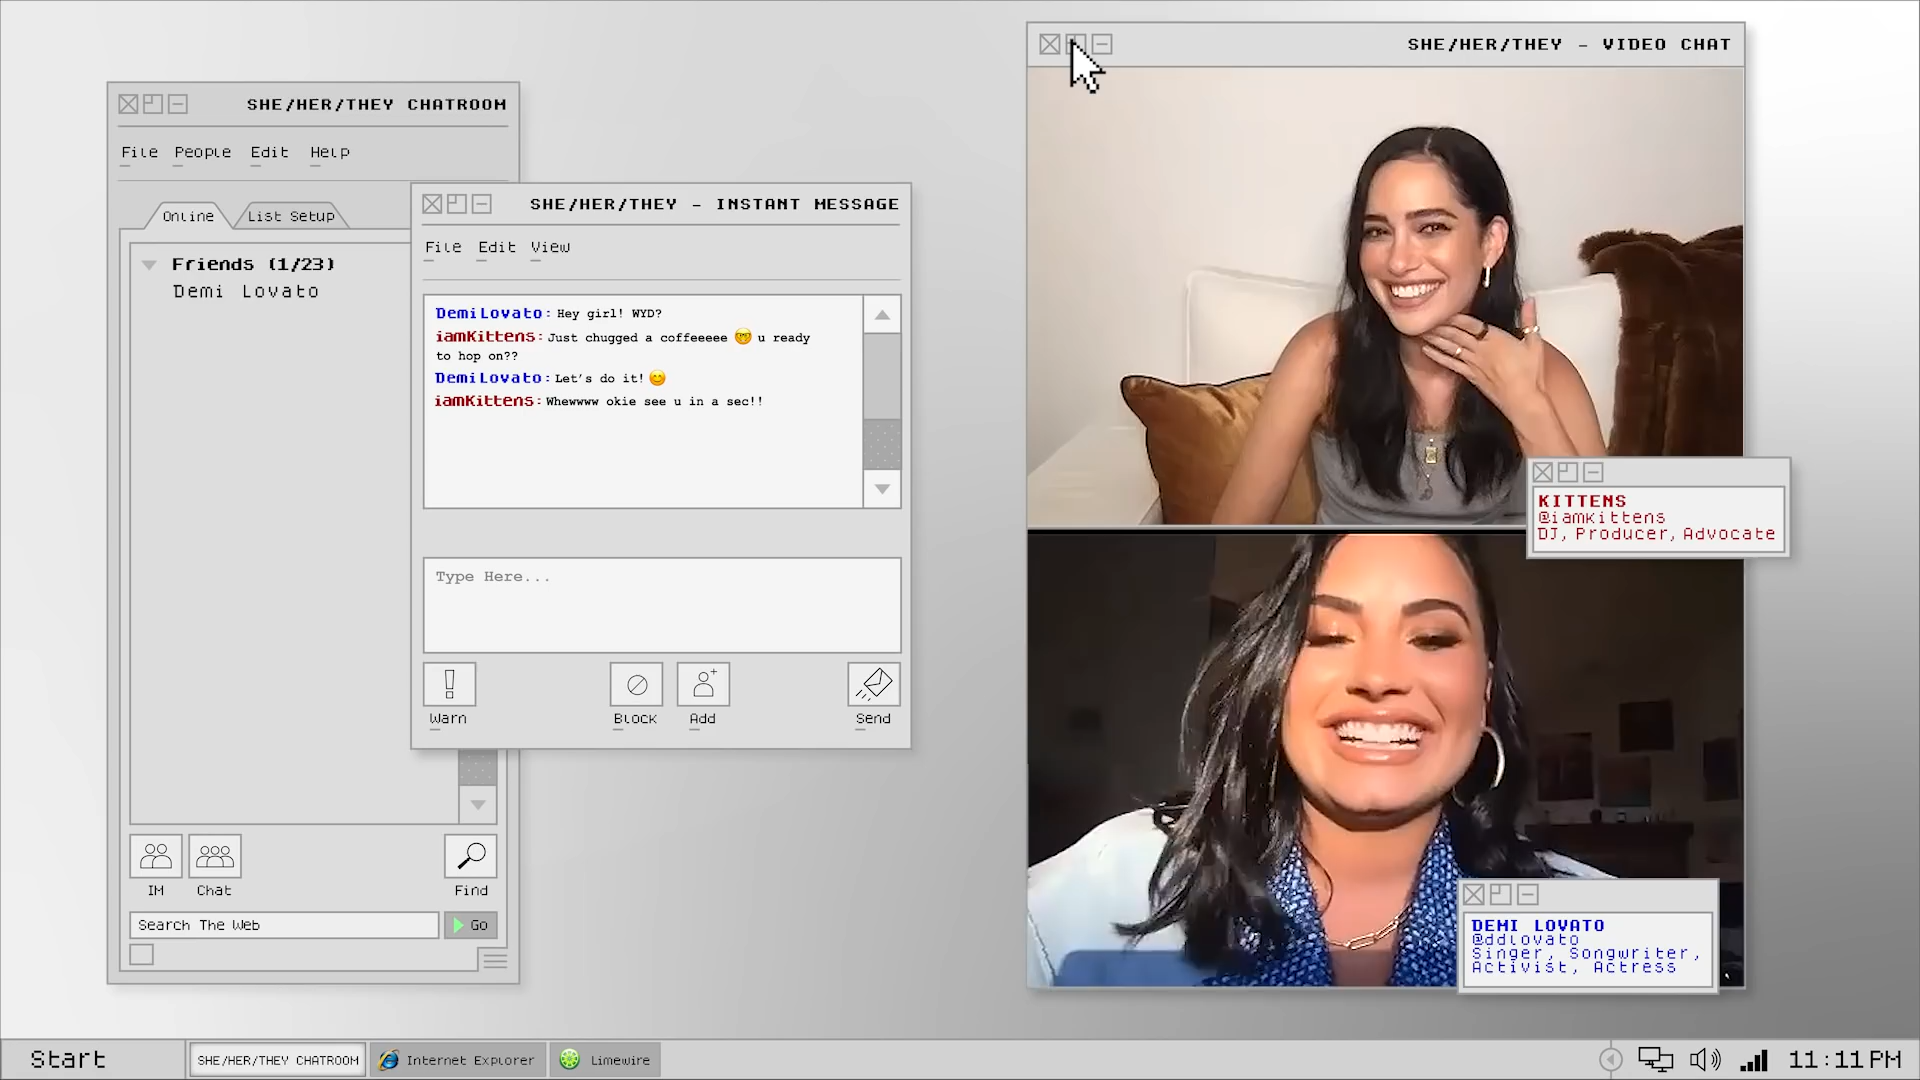 SHE/HER/THEY CHATROOM
File People Edit Help
Online List Setup
Friends (1/23)
Demi Lovato
IM Chat Find
Search The Web Go
SHE/HER/THEY - INSTANT MESSAGE
File Edit View
DemiLovato: Hey girl! WYD?
iamKittens: Just chugged a coffeeeee 🤓 u ready
to hop on??
DemiLovato: Let's do it! 😊
iamKittens: Whewwww okie see u in a sec!!
Type Here...
Warn Block Add Send
SHE/HER/THEY - VIDEO CHAT
KITTENS
@iamkittens
DJ, Producer, Advocate
DEMI LOVATO
@ddlovato
Singer, Songwriter,
Activist, Actress
Start SHE/HER/THEY CHATROOM Internet Explorer Limewire 11:11 PM